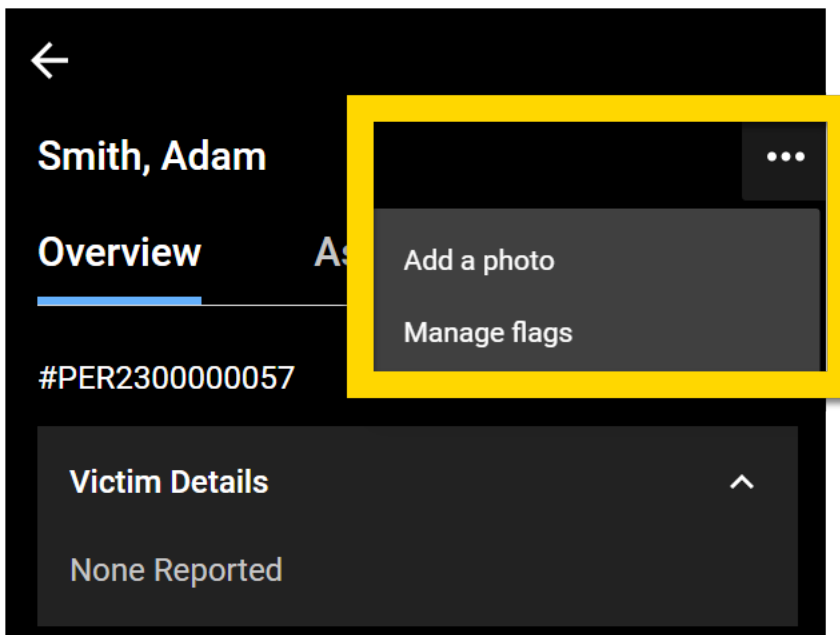 Smith, Adam
Overview
Add a photo
Manage flags
#PER2300000057
Victim Details
None Reported